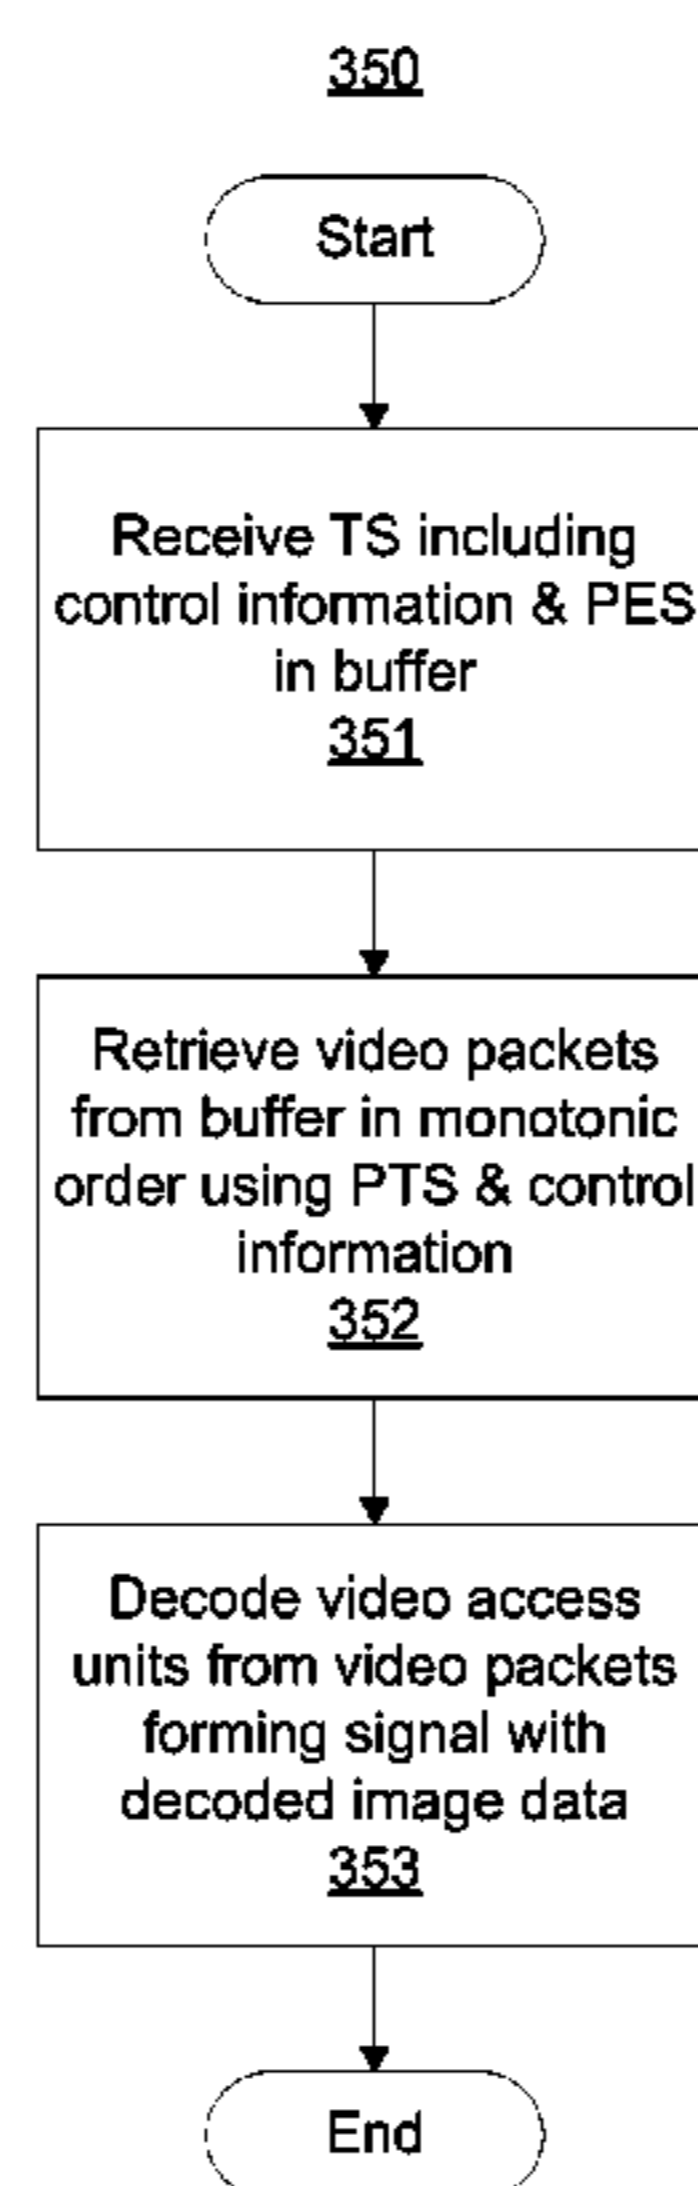 350
Start
Receive TS including
control information & PES
in buffer
351
Retrieve video packets
from buffer in monotonic
order using PTS & control
information
352
Decode video access
units from video packets
forming signal with
decoded image data
353
End